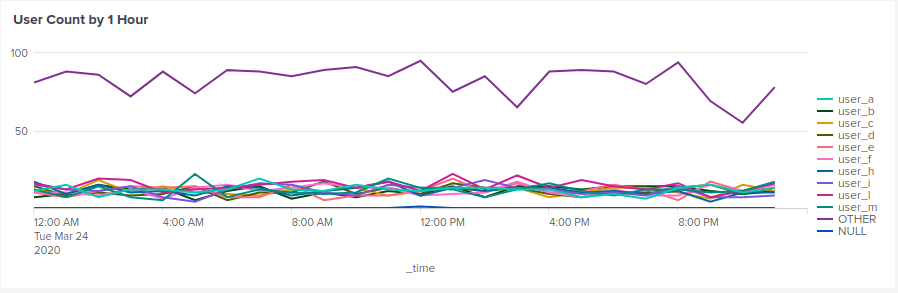 User Count by 1 Hour
100
50
12:00 AM
Tue Mar 24
2020
4:00 AM
8:00 AM
12:00 PM
4:00 PM
8:00 PM
_time
user_a
user_b
user_c
user_d
user_e
user_f
user_h
user_i
user_l
user_m
OTHER
NULL